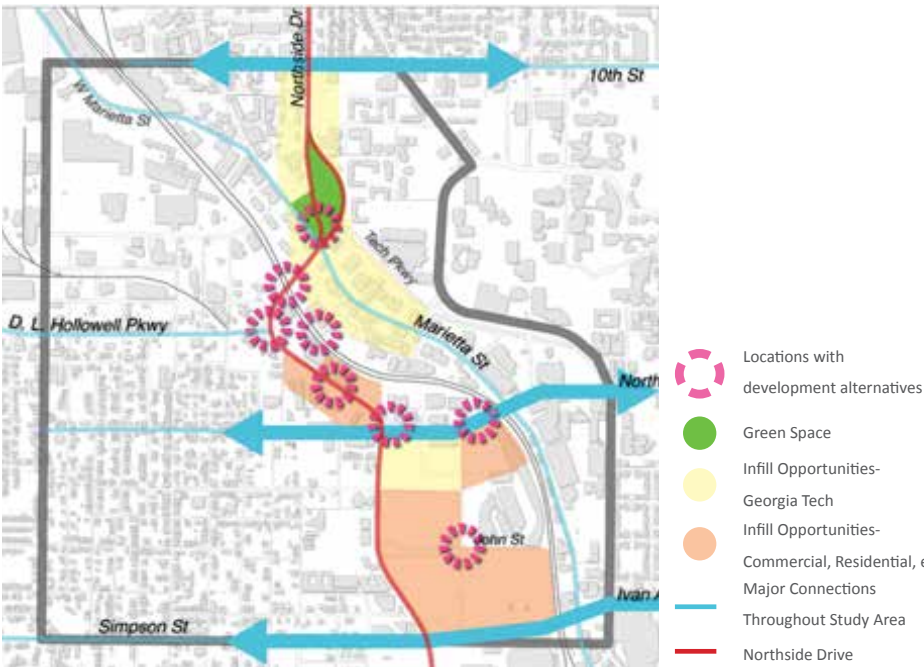 Northside Dr
10th St
W Marietta St
Tech Pkwy
D. L. Hollowell Pkwy
Marietta St
North
John St
Ivan A
Simpson St
Locations with
development alternatives
Green Space
Infill Opportunities-
Georgia Tech
Infill Opportunities-
Commercial, Residential, e
Major Connections
Throughout Study Area
Northside Drive